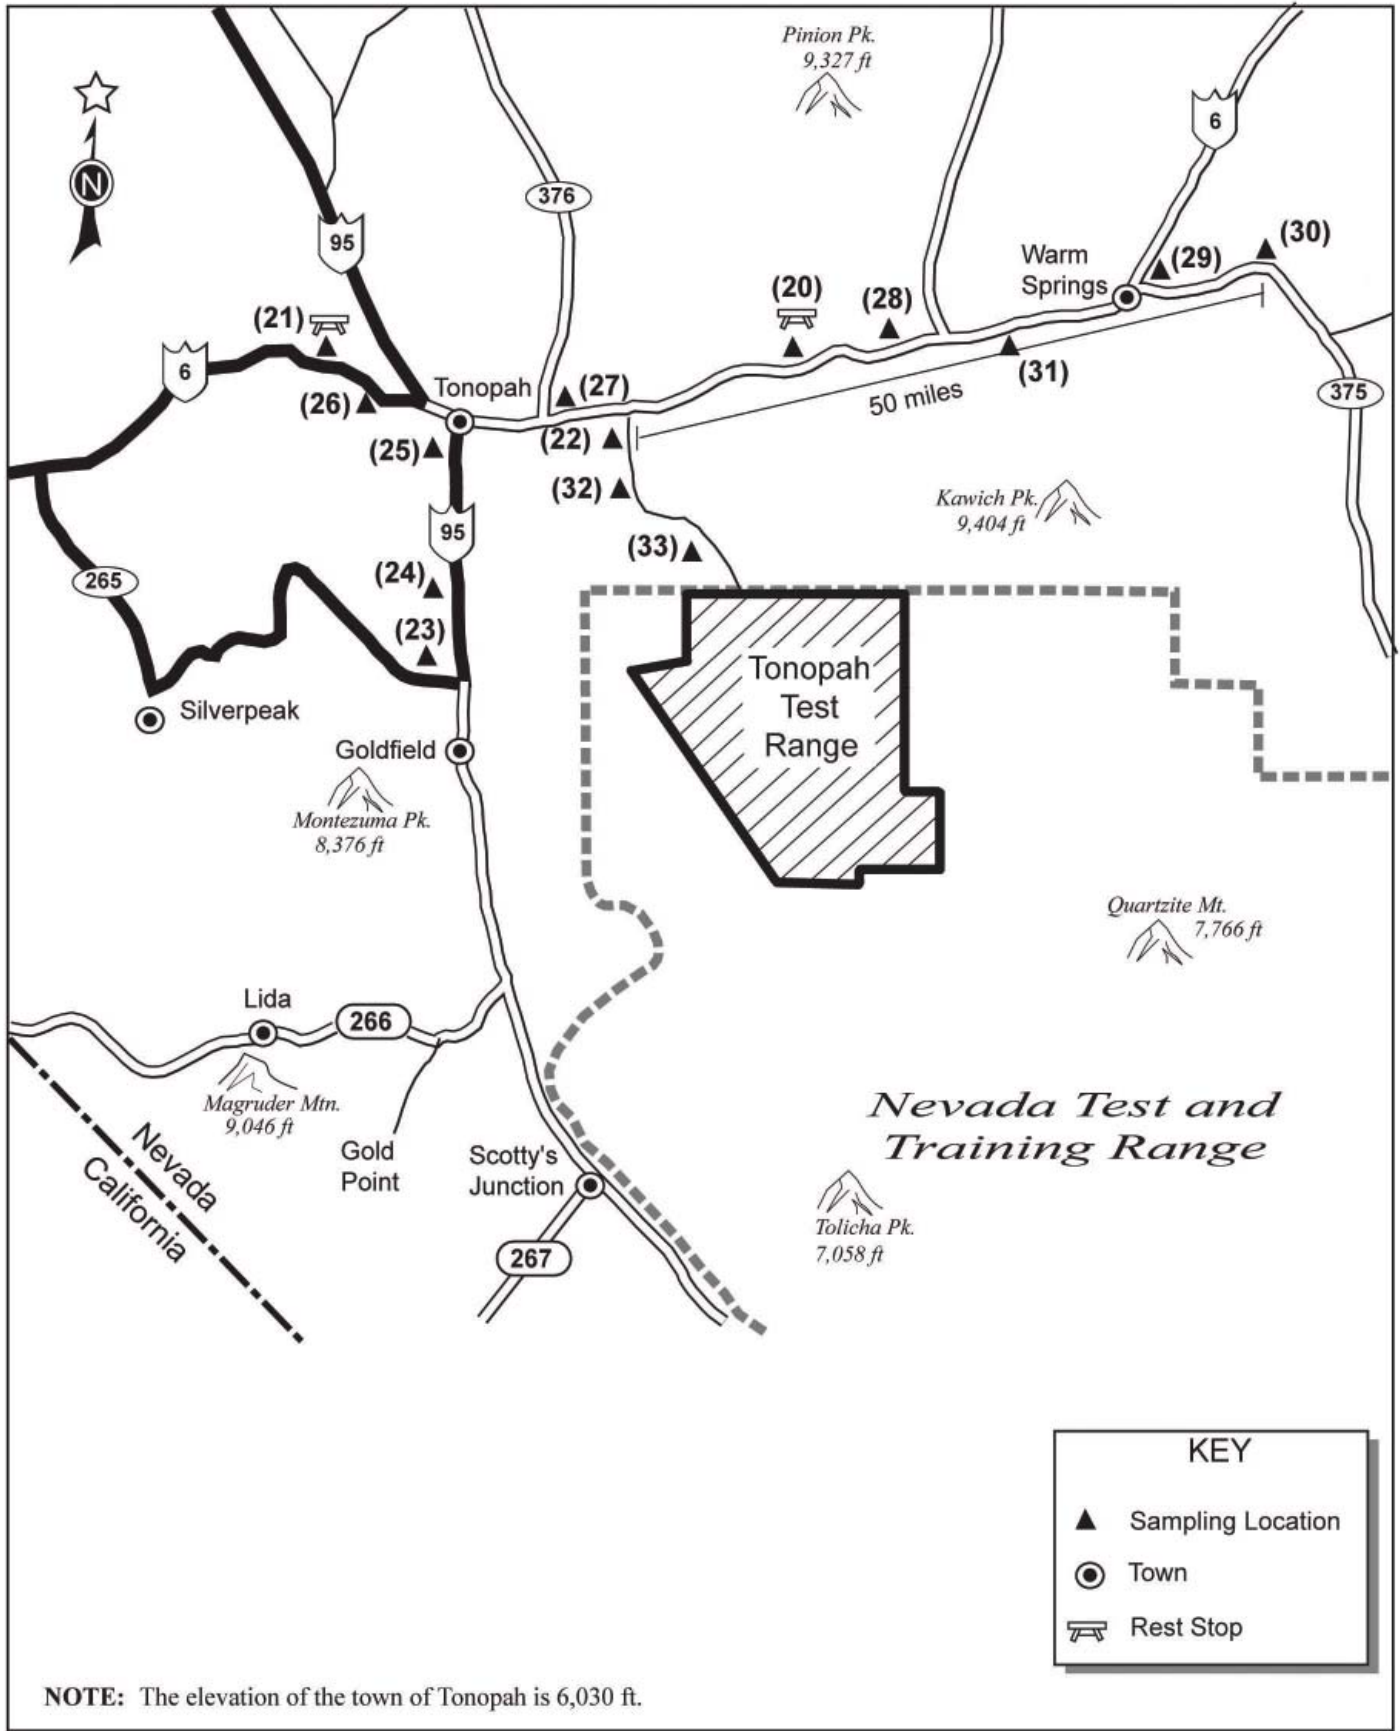 Pinion Pk.
9,327 ft
N
6
376
95
Warm
Springs
(29)
(30)
(20)
(28)
(21)
6
Tonopah
(27)
(31)
(26)
50 miles
375
(25)
(22)
(32)
Kawich Pk.
9,404 ft
95
(33)
265
(24)
(23)
Tonopah
Test
Range
Silverpeak
Goldfield
Montezuma Pk.
8,376 ft
Quartzite Mt.
7,766 ft
Lida
266
Magruder Mtn.
9,046 ft
Nevada
California
Gold
Point
Scotty's
Junction
Nevada Test and
Training Range
267
Tolicha Pk.
7,058 ft
KEY
Sampling Location
Town
Rest Stop
NOTE: The elevation of the town of Tonopah is 6,030 ft.